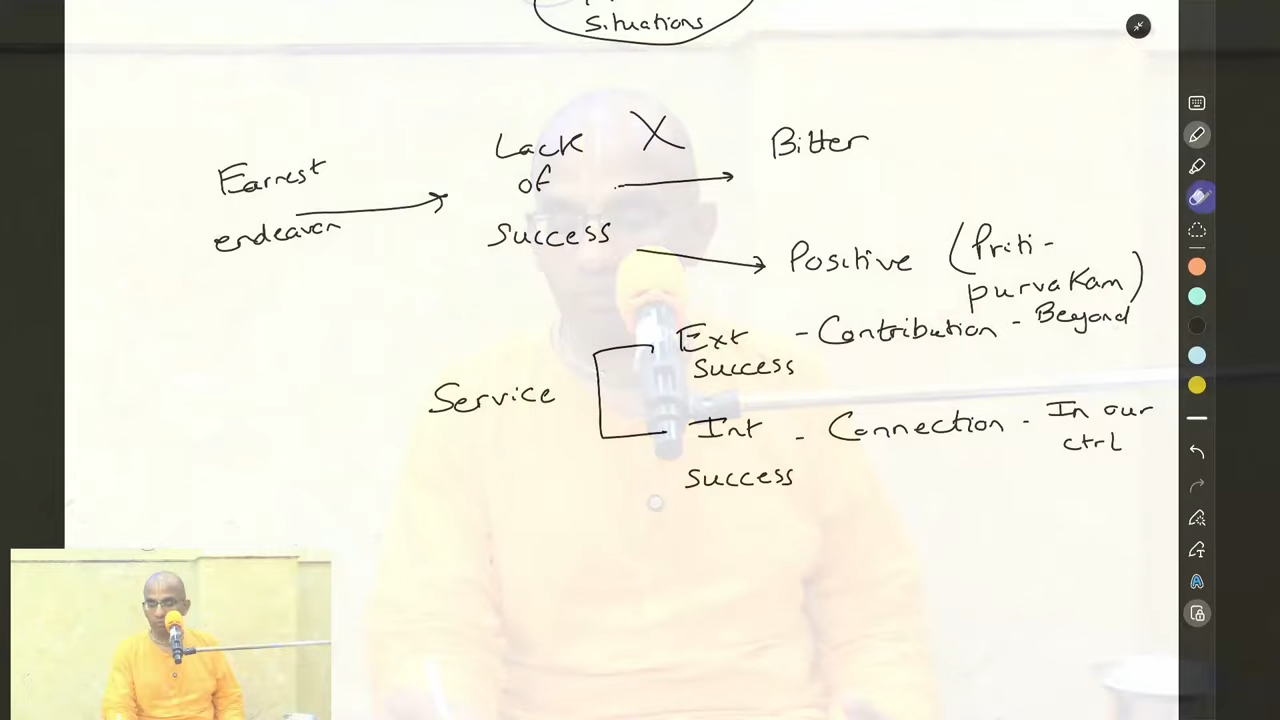 Situations
Lack
of
success
X
Bitter
Earnest
endeavor
Positive (Priti-
purvakam)
Service
Ext
success
- Contribution - Beyond
Int
success
- Connection - In our
ctrl